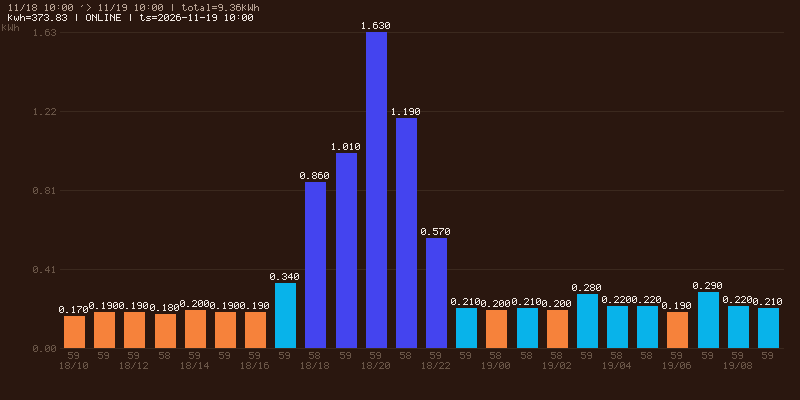 11/18 10:00 -> 11/19 10:00 | total=9.36kWh
Kwh=373.83 | ONLINE | ts=2026-11-19 10:00
kWh
1.63
1.22
0.81
0.41
0.00
0.170 0.190 0.190 0.180 0.200 0.190 0.190 0.340 0.860 1.010 1.630 1.190 0.570 0.210 0.200 0.210 0.200 0.280 0.220 0.220 0.190 0.290 0.220 0.210
59 59 59 58 59 59 59 59 58 59 59 58 59 59 59 58 58 59 59 58 59 59 59 59
18/10 18/12 18/14 18/16 18/18 18/20 18/22 19/00 19/02 19/04 19/06 19/08